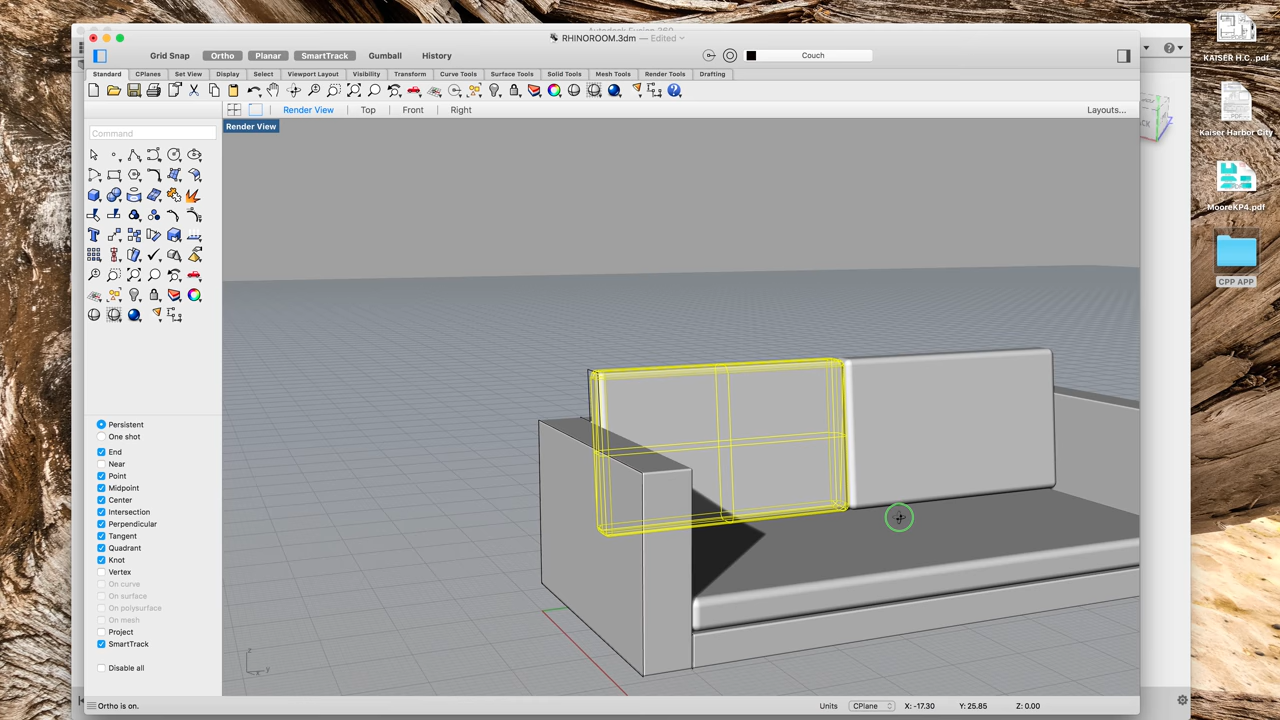 Autodesk Fusion 360
RHINOROOM.3dm — Edited
Grid Snap Ortho Planar SmartTrack Gumball History Couch
Standard CPlanes Set View Display Select Viewport Layout Visibility Transform Curve Tools Surface Tools Solid Tools Mesh Tools Render Tools Drafting
Render View Top Front Right Layouts...
Render View
Command
Persistent
One shot
End
Near
Point
Midpoint
Center
Intersection
Perpendicular
Tangent
Quadrant
Knot
Vertex
On curve
On surface
On polysurface
On mesh
Project
SmartTrack
Disable all
z
x y
Ortho is on. Units CPlane X: -17.30 Y: 25.85 Z: 0.00
KAISER H.C. .pdf
Kaiser Harbor City
MooreKP4.pdf
CPP APP
Z